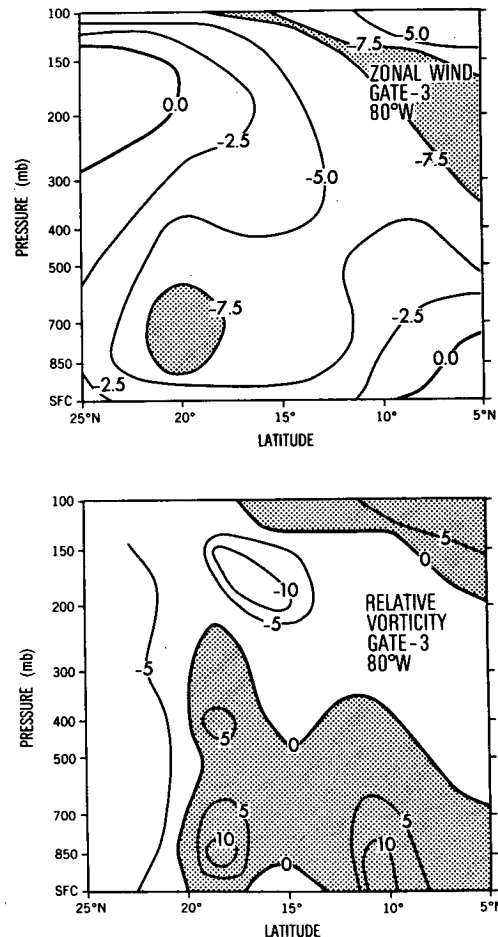 100
150
200
300
400
500
700
850
SFC
PRESSURE (mb)
-5.0
-7.5
ZONAL WIND
GATE-3
80°W
0.0
-2.5
-5.0
-7.5
-7.5
-2.5
0.0
-2.5
25°N
20°
15°
10°
5°N
LATITUDE
100
150
200
300
400
500
700
850
SFC
PRESSURE (mb)
5
0
-10
-5
RELATIVE
VORTICITY
GATE-3
80°W
-5
5
0
5
10
5
10
0
25°N
20°
15°
10°
5°N
LATITUDE